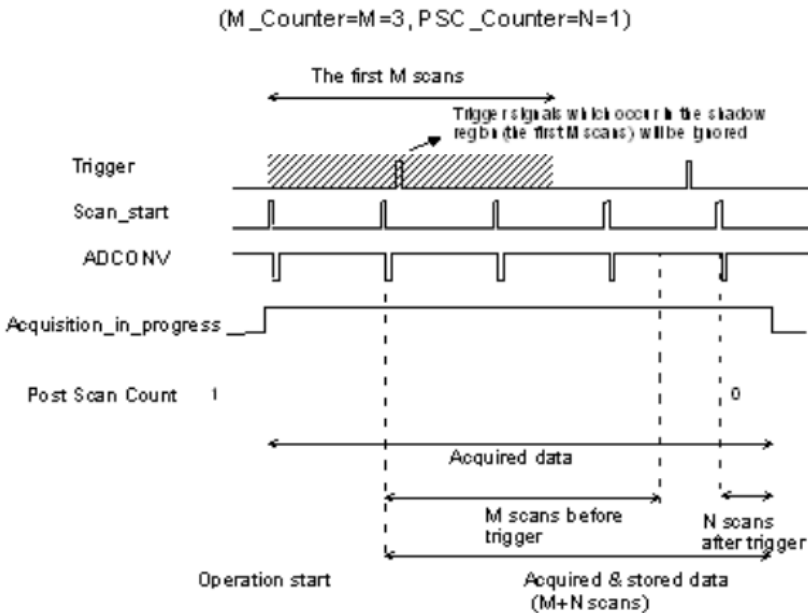 (M_Counter=M=3, PSC_Counter=N=1)
The first M scans
Trigger signals which occur in the shadow
region (the first M scans) will be ignored
Trigger
Scan_start
ADCONV
Acquisition_in_progress
Post Scan Count 1 0
Acquired data
M scans before
trigger
N scans
after trigger
Operation start
Acquired & stored data
(M+N scans)